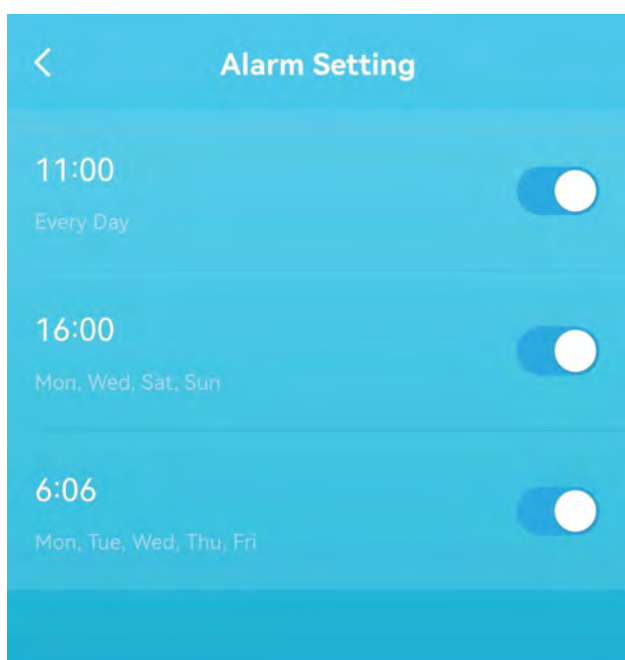 Alarm Setting
11:00
Every Day
16:00
Mon, Wed, Sat, Sun
6:06
Mon, Tue, Wed, Thu, Fri